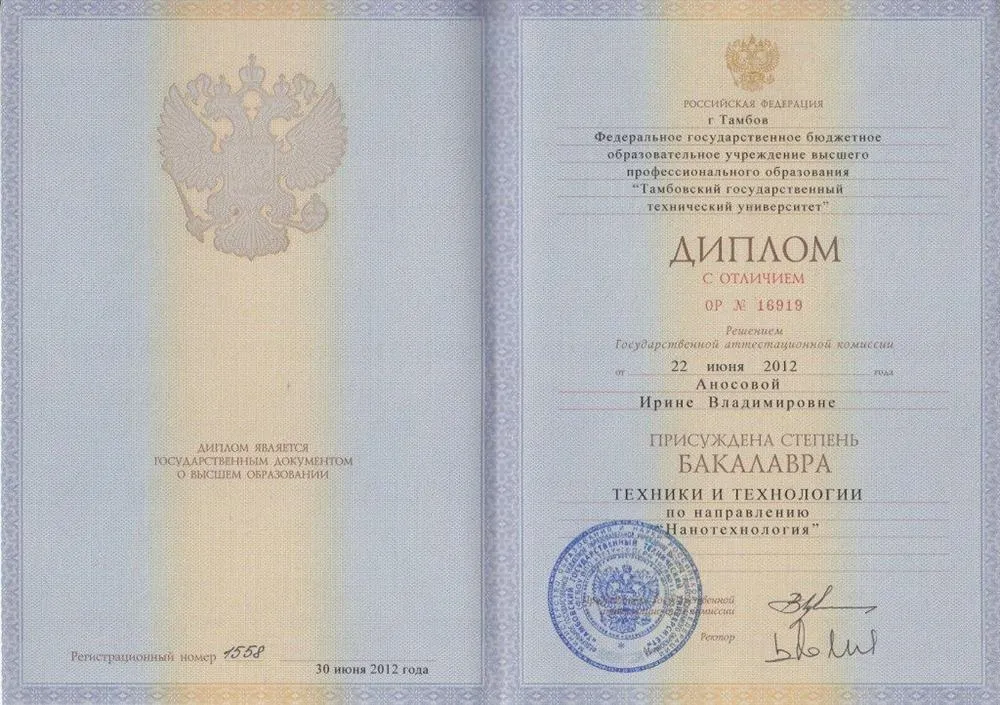 ДИПЛОМ ЯВЛЯЕТСЯ
ГОСУДАРСТВЕННЫМ ДОКУМЕНТОМ
О ВЫСШЕМ ОБРАЗОВАНИИ
Регистрационный номер 1558
30 июня 2012 года
РОССИЙСКАЯ ФЕДЕРАЦИЯ
г Тамбов
Федеральное государственное бюджетное
образовательное учреждение высшего
профессионального образования
“Тамбовский государственный
технический университет”
ДИПЛОМ
С ОТЛИЧИЕМ
ОР № 16919
Решением
Государственной аттестационной комиссии
от 22 июня 2012 года
Аносовой
Ирине Владимировне
ПРИСУЖДЕНА СТЕПЕНЬ
БАКАЛАВРА
ТЕХНИКИ И ТЕХНОЛОГИИ
по направлению
“Нанотехнология”
комиссии
Ректор